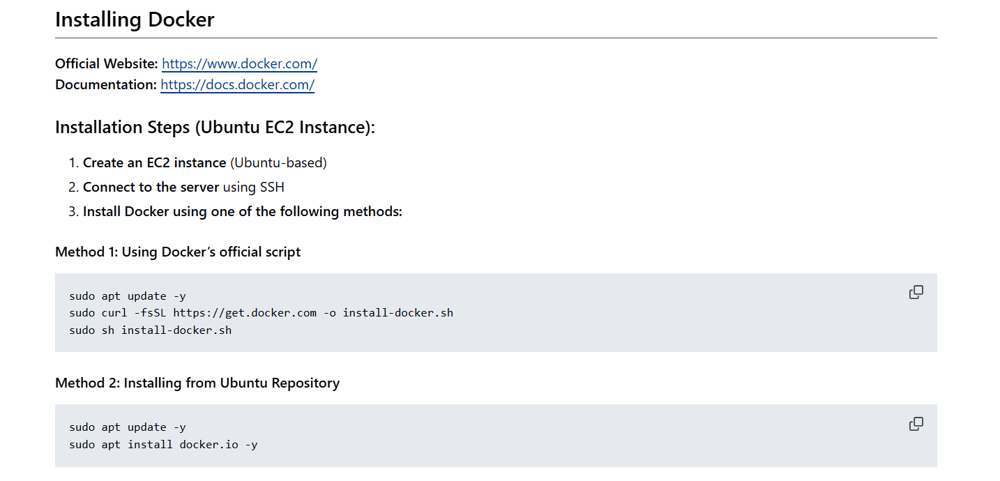 Installing Docker
Official Website: https://www.docker.com/
Documentation: https://docs.docker.com/
Installation Steps (Ubuntu EC2 Instance):
1. Create an EC2 instance (Ubuntu-based)
2. Connect to the server using SSH
3. Install Docker using one of the following methods:
Method 1: Using Docker’s official script
sudo apt update -y
sudo curl -fsSL https://get.docker.com -o install-docker.sh
sudo sh install-docker.sh
Method 2: Installing from Ubuntu Repository
sudo apt update -y
sudo apt install docker.io -y